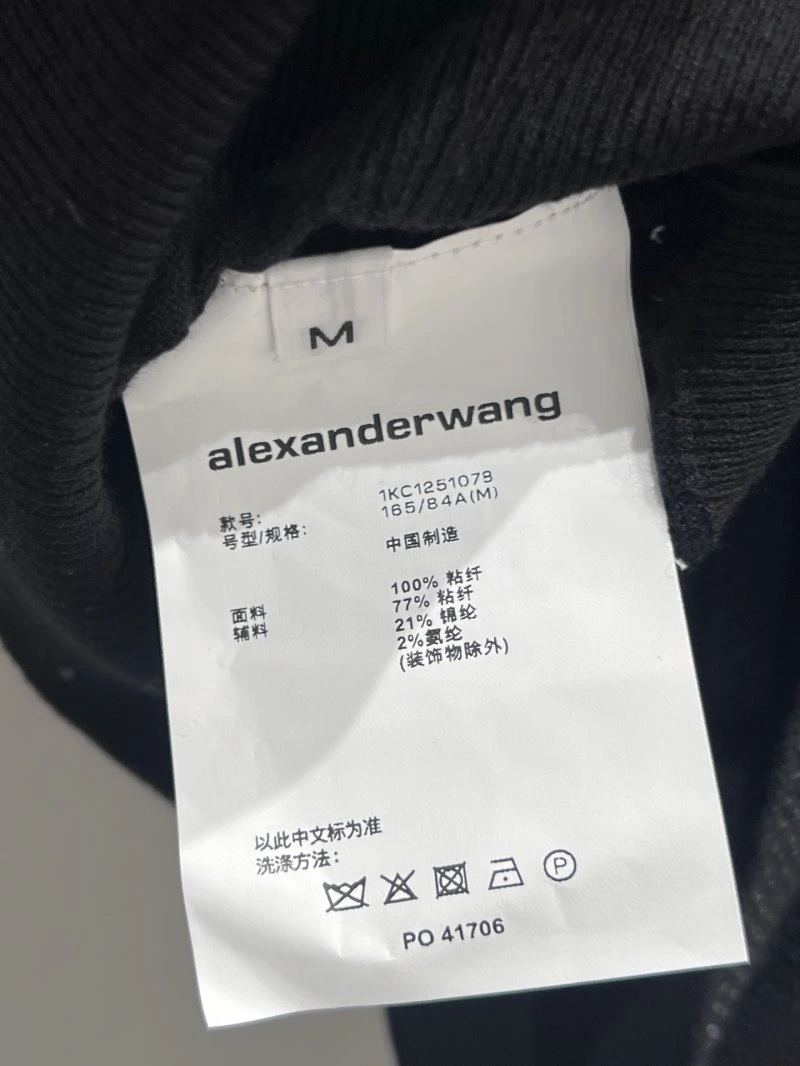 M
alexanderwang
款号: 1KC1251079
号型/规格: 165/84A(M)
中国制造
面料 100% 粘纤
辅料 77% 粘纤
21% 锦纶
2%氨纶
(装饰物除外)
以此中文标为准
洗涤方法:
P
PO 41706